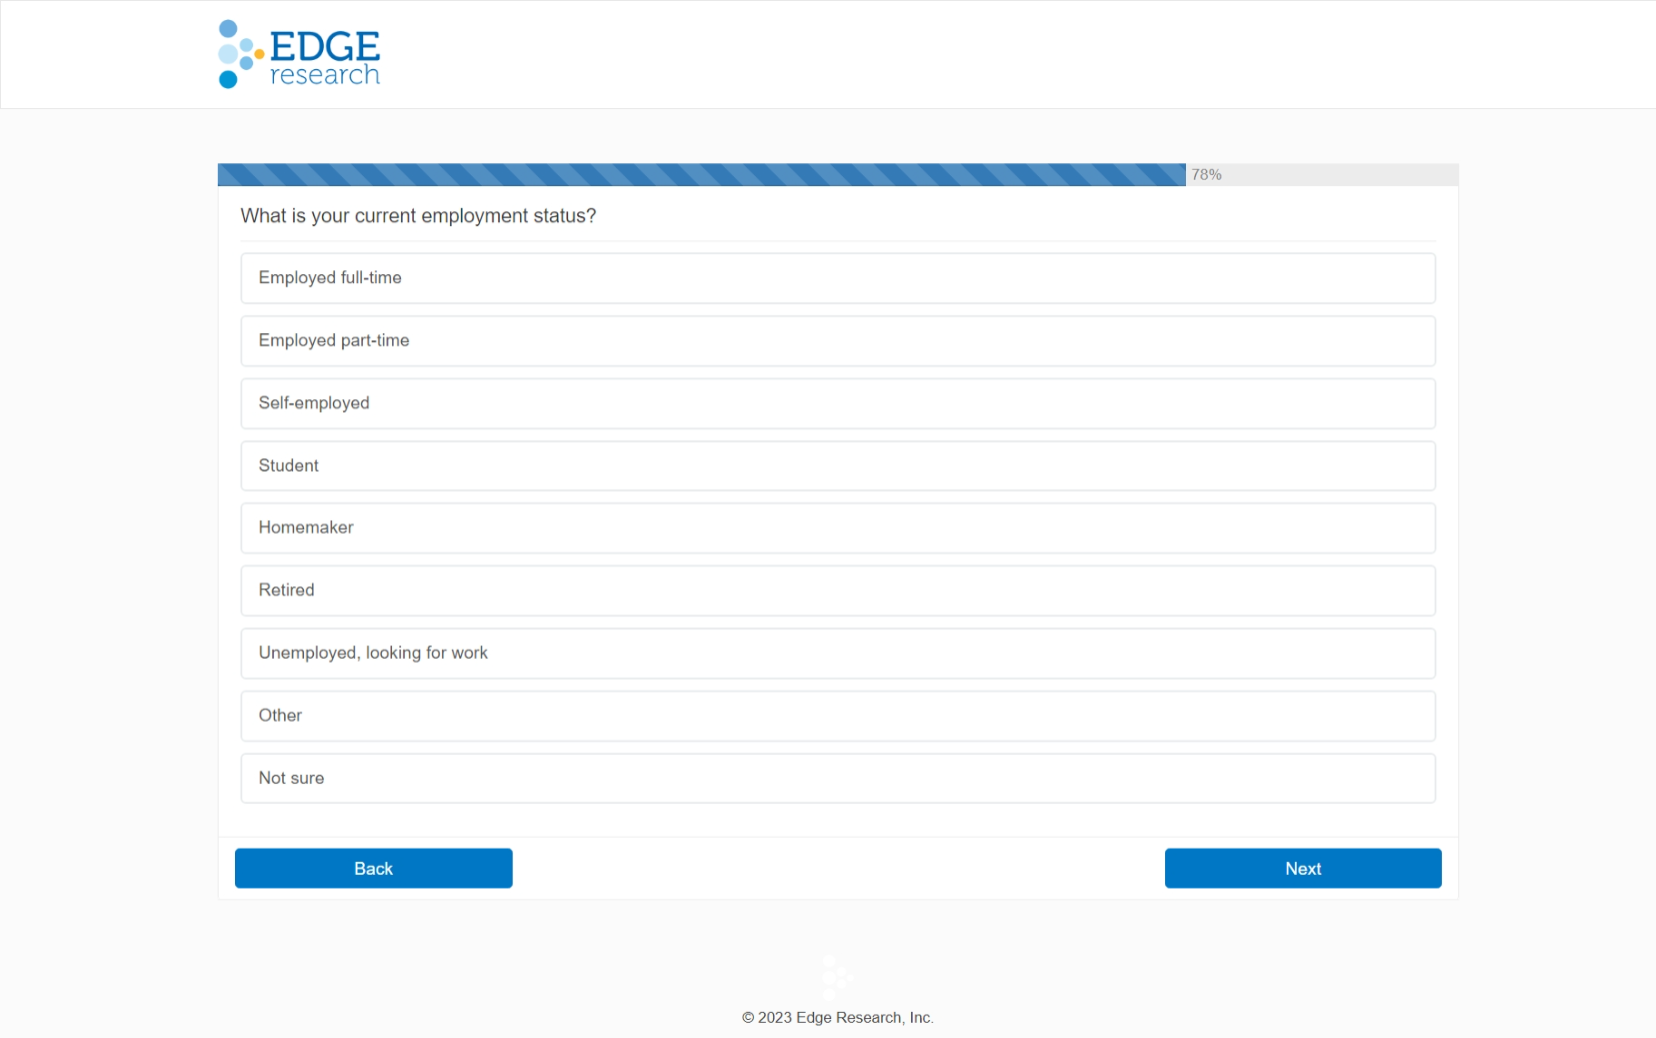 EDGE
research
78%
What is your current employment status?
Employed full-time
Employed part-time
Self-employed
Student
Homemaker
Retired
Unemployed, looking for work
Other
Not sure
Back
Next
© 2023 Edge Research, Inc.